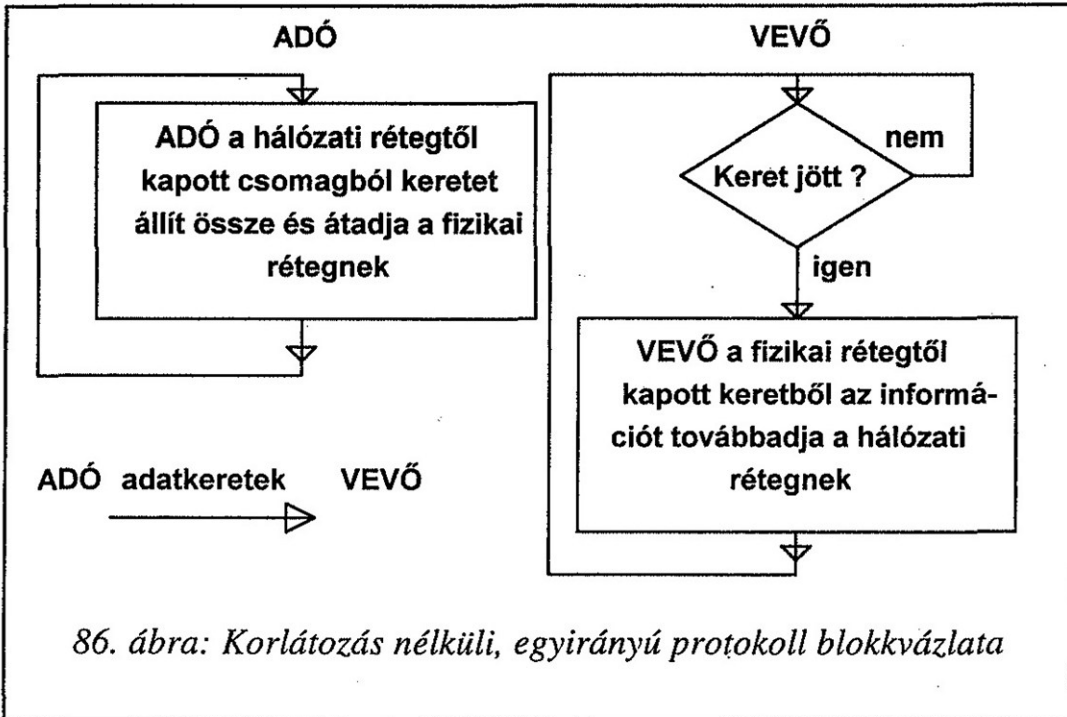 ADÓ
ADÓ a hálózati rétegtől
kapott csomagból keretet
állít össze és átadja a fizikai
rétegnek
ADÓ adatkeretek VEVŐ
VEVŐ
nem
Keret jött ?
igen
VEVŐ a fizikai rétegtől
kapott keretből az informá-
ciót továbbadja a hálózati
rétegnek
86. ábra: Korlátozás nélküli, egyirányú protokoll blokkvázlata